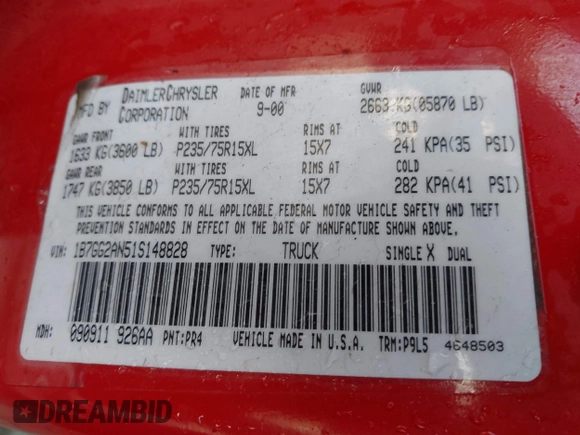 MFD BY DAIMLERCHRYSLER CORPORATION DATE OF MFR 9-00 GVWR 2663 KG(05870 LB)
GAWR FRONT WITH TIRES RIMS AT COLD
1633 KG(3600 LB) P235/75R15XL 15X7 241 KPA(35 PSI)
GAWR REAR WITH TIRES RIMS AT COLD
1747 KG(3850 LB) P235/75R15XL 15X7 282 KPA(41 PSI)
THIS VEHICLE CONFORMS TO ALL APPLICABLE FEDERAL MOTOR VEHICLE SAFETY AND THEFT
PREVENTION STANDARDS IN EFFECT ON THE DATE OF MANUFACTURE SHOWN ABOVE.
VIN: 1B7GG2AN51S148828 TYPE: TRUCK SINGLE X DUAL
MDH: 090911 926AA PNT:PR4 VEHICLE MADE IN U.S.A. TRM:P9L5 4648503
DREAMBID